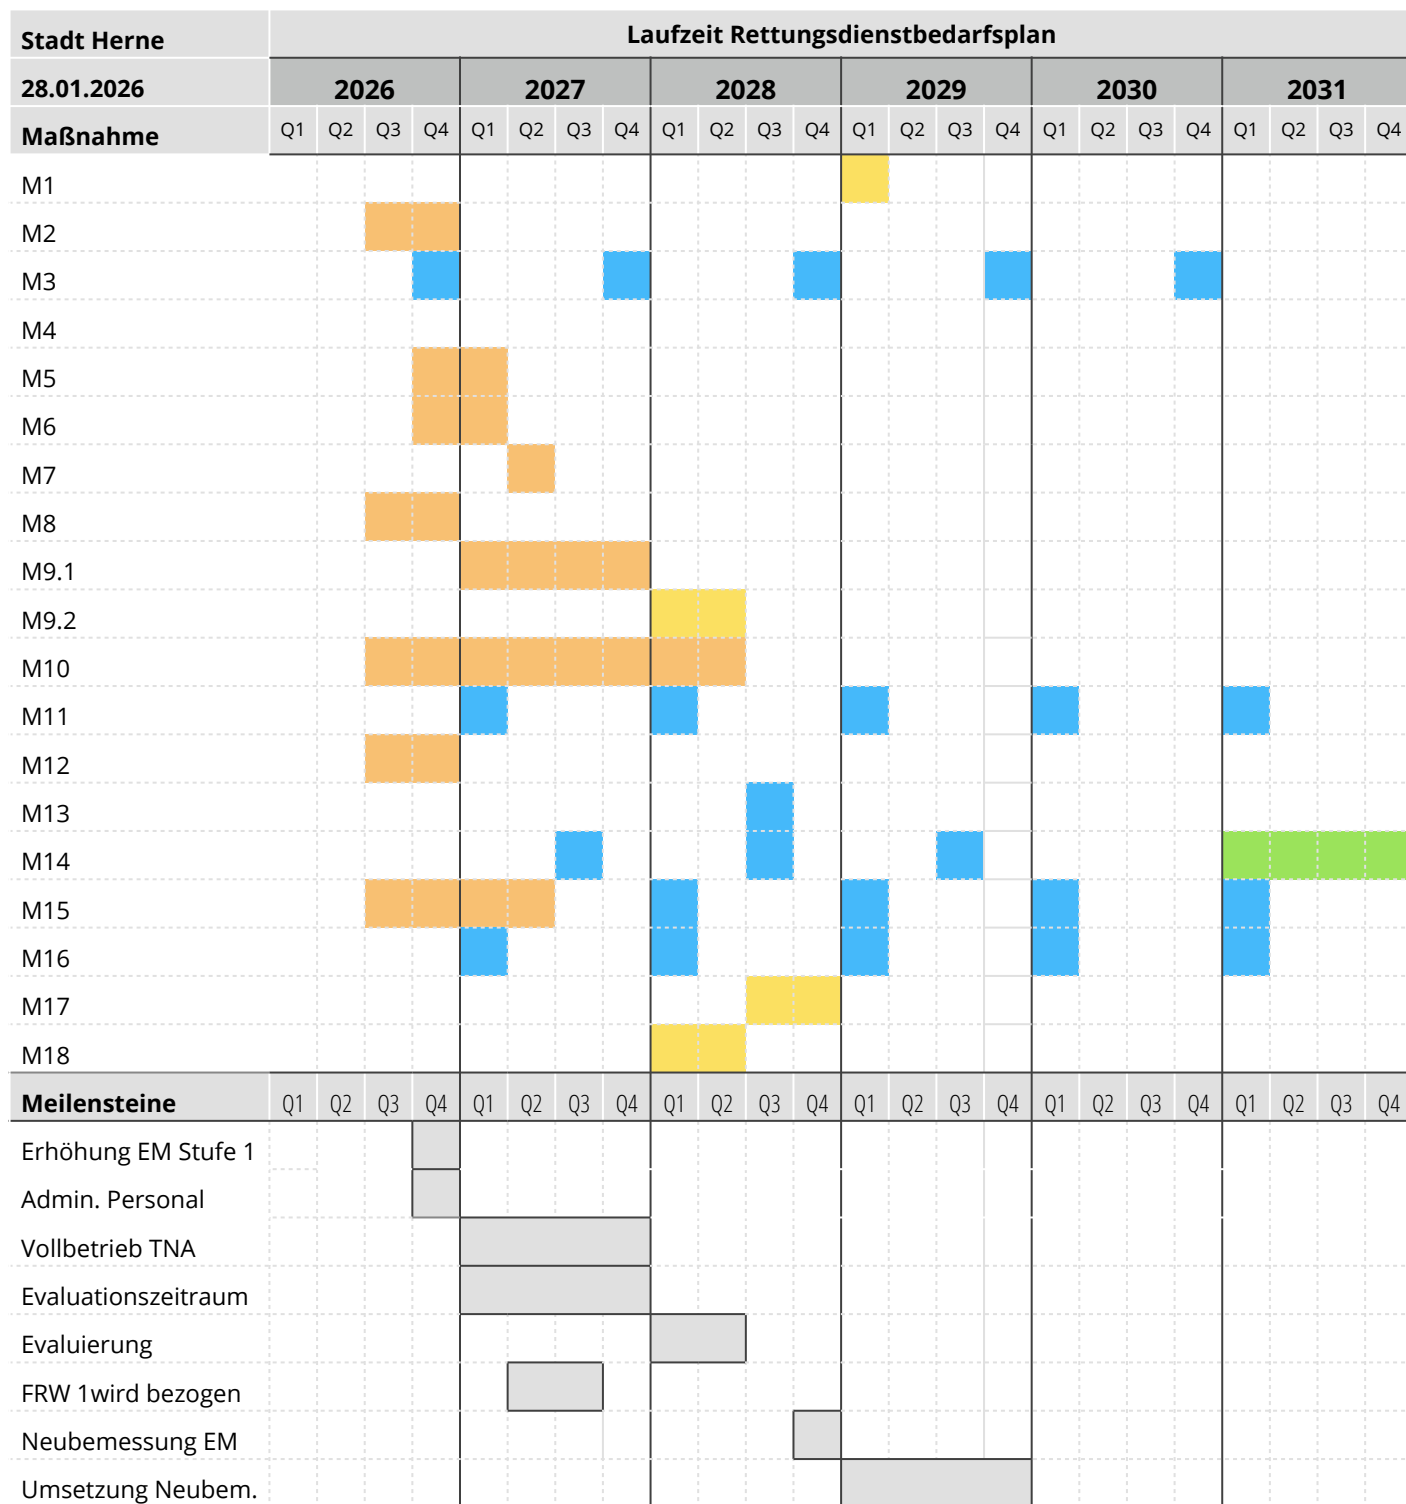 Stadt Herne Laufzeit Rettungsdienstbedarfsplan
28.01.2026 2026 2027 2028 2029 2030 2031
Maßnahme Q1 Q2 Q3 Q4 Q1 Q2 Q3 Q4 Q1 Q2 Q3 Q4 Q1 Q2 Q3 Q4 Q1 Q2 Q3 Q4 Q1 Q2 Q3 Q4
M1
M2
M3
M4
M5
M6
M7
M8
M9.1
M9.2
M10
M11
M12
M13
M14
M15
M16
M17
M18
Meilensteine Q1 Q2 Q3 Q4 Q1 Q2 Q3 Q4 Q1 Q2 Q3 Q4 Q1 Q2 Q3 Q4 Q1 Q2 Q3 Q4 Q1 Q2 Q3 Q4
Erhöhung EM Stufe 1
Admin. Personal
Vollbetrieb TNA
Evaluationszeitraum
Evaluierung
FRW 1wird bezogen
Neubemessung EM
Umsetzung Neubem.